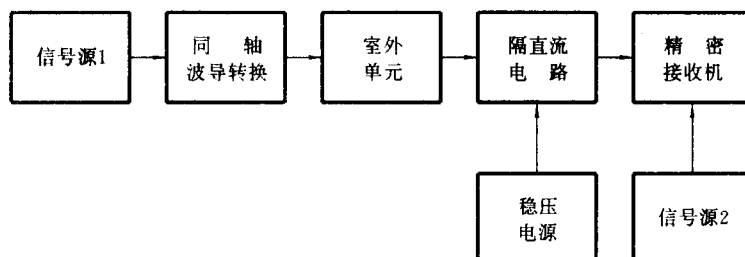 信号源1
同 轴
波导转换
室外
单元
隔直流
电 路
精 密
接收机
稳压
电源
信号源2